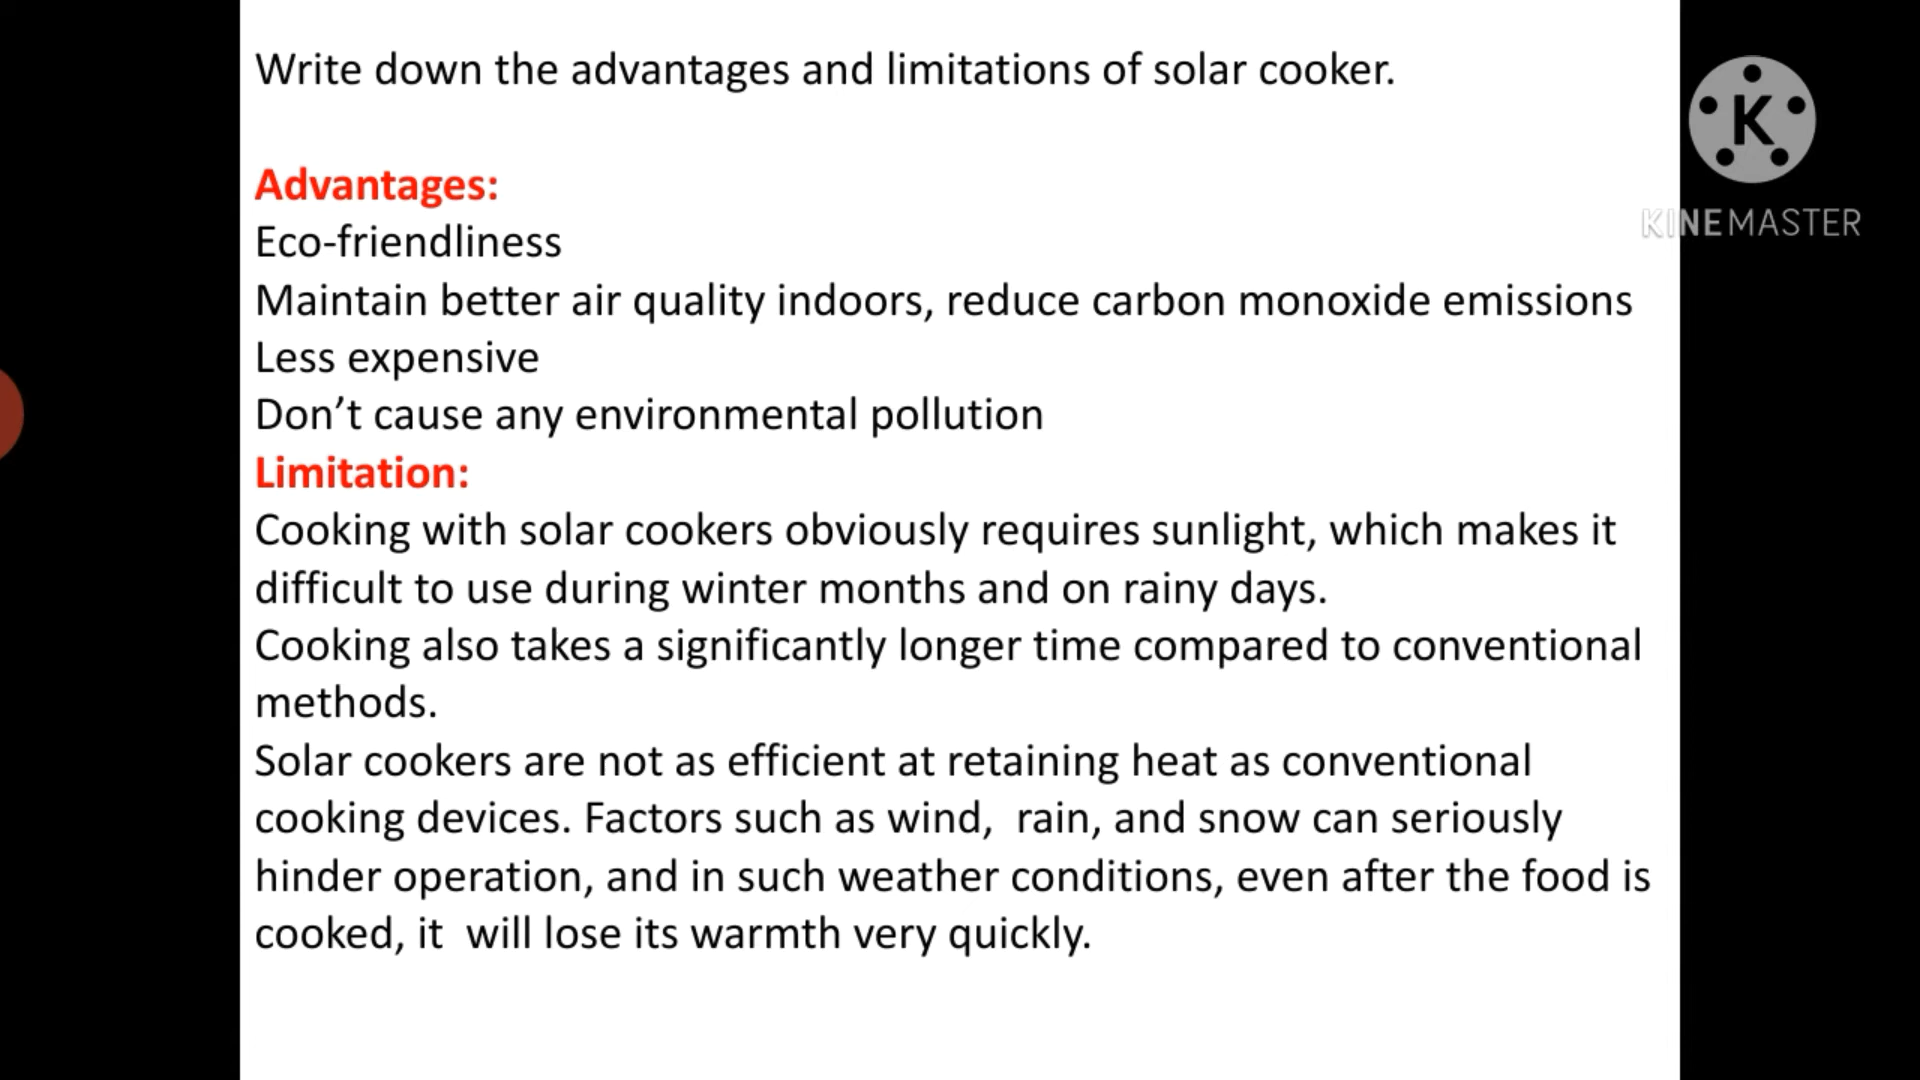 Write down the advantages and limitations of solar cooker.
Advantages:
Eco-friendliness
Maintain better air quality indoors, reduce carbon monoxide emissions
Less expensive
Don’t cause any environmental pollution
Limitation:
Cooking with solar cookers obviously requires sunlight, which makes it
difficult to use during winter months and on rainy days.
Cooking also takes a significantly longer time compared to conventional
methods.
Solar cookers are not as efficient at retaining heat as conventional
cooking devices. Factors such as wind,  rain, and snow can seriously
hinder operation, and in such weather conditions, even after the food is
cooked, it  will lose its warmth very quickly.
K
KINEMASTER